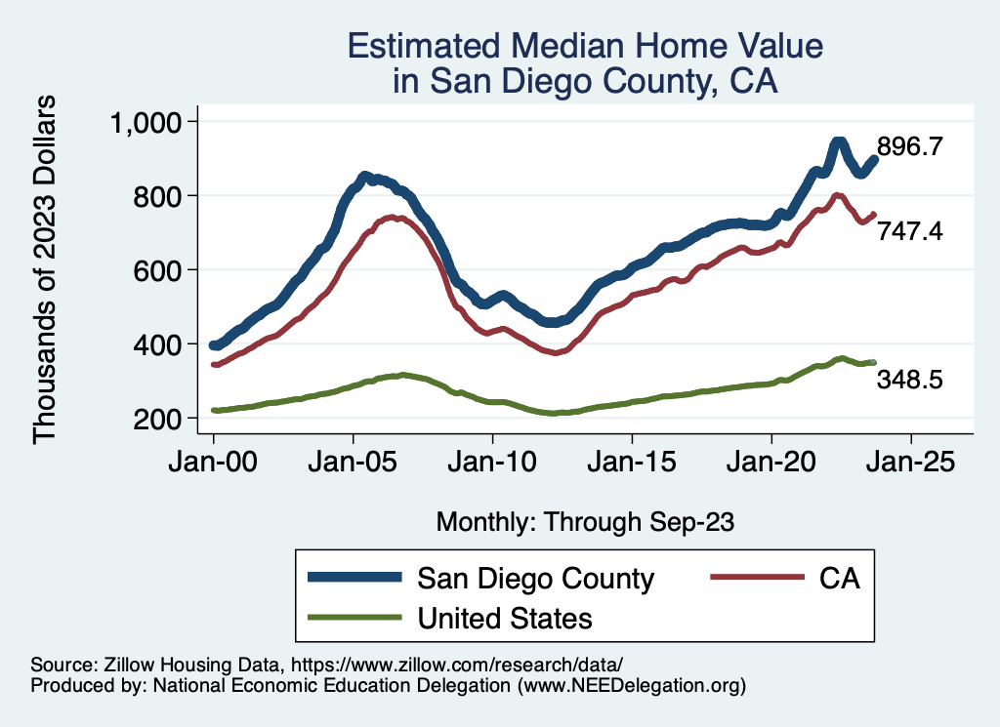 Estimated Median Home Value
in San Diego County, CA
Thousands of 2023 Dollars
1,000
800
600
400
200
896.7
747.4
348.5
Jan-00 Jan-05 Jan-10 Jan-15 Jan-20 Jan-25
Monthly: Through Sep-23
San Diego County CA
United States
Source: Zillow Housing Data, https://www.zillow.com/research/data/
Produced by: National Economic Education Delegation (www.NEEDelegation.org)